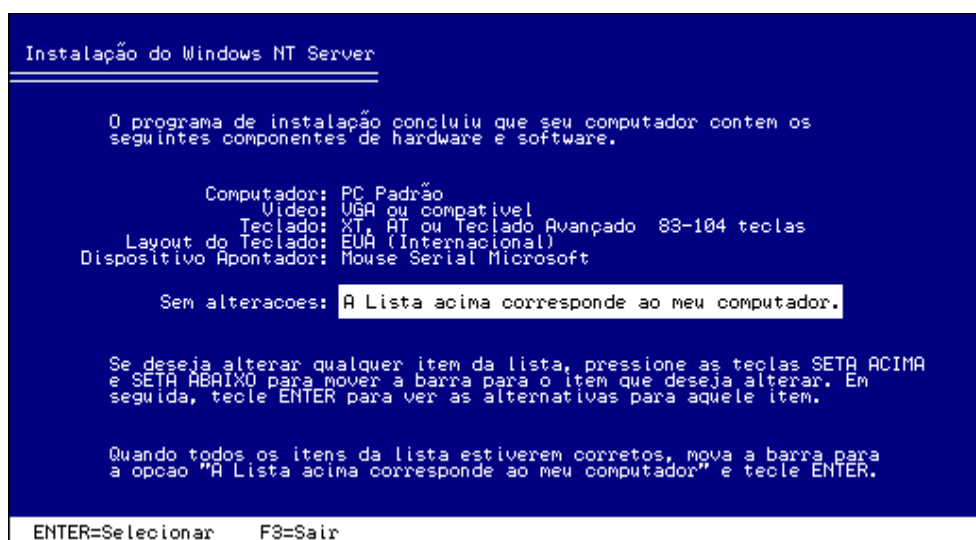 Instalação do Windows NT Server
O programa de instalação concluiu que seu computador contem os
seguintes componentes de hardware e software.
Computador: PC Padrão
Video: VGA ou compativel
Teclado: XT, AT ou Teclado Avançado 83-104 teclas
Layout do Teclado: EUA (Internacional)
Dispositivo Apontador: Mouse Serial Microsoft
Sem alteracoes: A Lista acima corresponde ao meu computador.
Se deseja alterar qualquer item da lista, pressione as teclas SETA ACIMA
e SETA ABAIXO para mover a barra para o item que deseja alterar. Em
seguida, tecle ENTER para ver as alternativas para aquele item.
Quando todos os itens da lista estiverem corretos, mova a barra para
a opcao "A Lista acima corresponde ao meu computador" e tecle ENTER.
ENTER=Selecionar F3=Sair